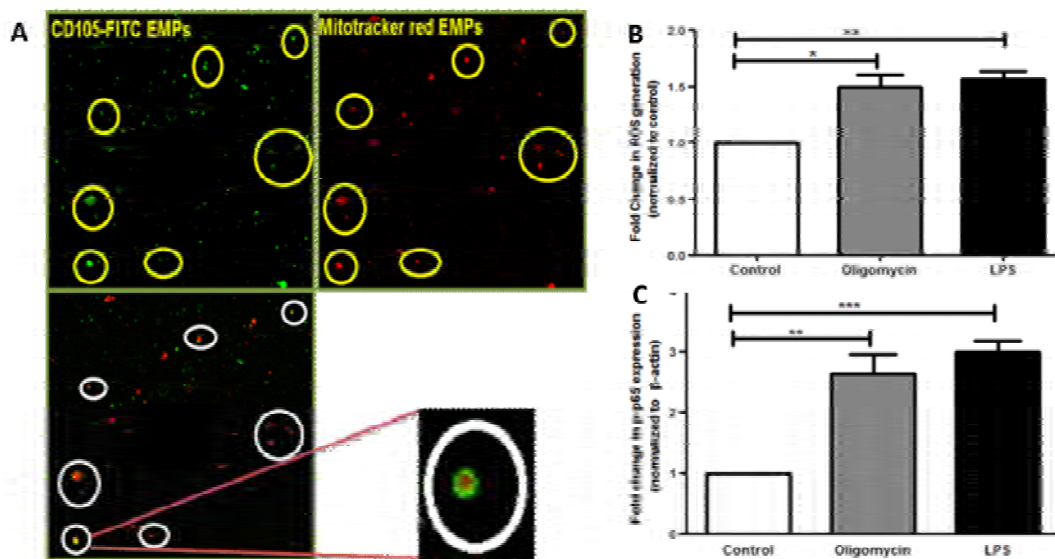 A
CD105-FITC EMPs
Mitotracker red EMPs
B
Fold Change in ROS generation
(normalized to control)
2.0
1.5
1.0
0.5
0.0
**
*
Control
Oligomycin
LPS
C
Fold change in p-p65 expression
(normalized to β-actin)
3
2
1
0
***
**
Control
Oligomycin
LPS